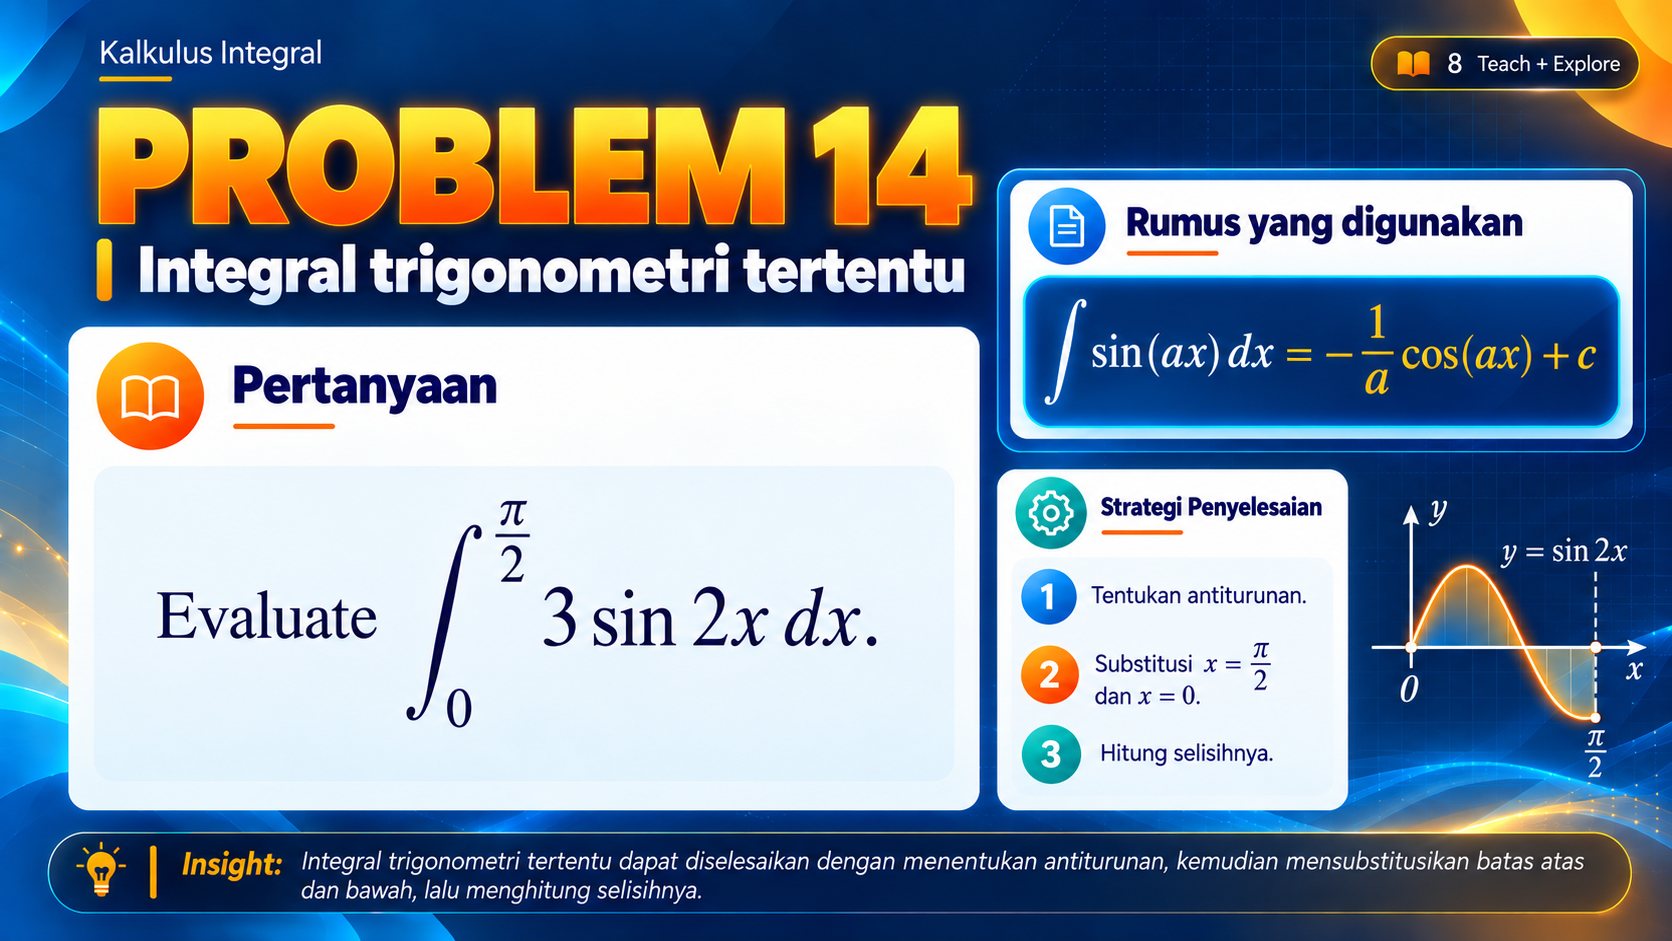 Kalkulus Integral
8 Teach + Explore
PROBLEM 14
Integral trigonometri tertentu
Pertanyaan
Evaluate ∫₀^(π/2) 3 sin 2x dx.
Rumus yang digunakan
∫ sin(ax) dx = −(1/a) cos(ax) + c
Strategi Penyelesaian
1 Tentukan antiturunan.
2 Substitusi x = π/2
dan x = 0.
3 Hitung selisihnya.
y
y = sin 2x
0
x
π/2
Insight: Integral trigonometri tertentu dapat diselesaikan dengan menentukan antiturunan, kemudian mensubstitusikan batas atas
dan bawah, lalu menghitung selisihnya.